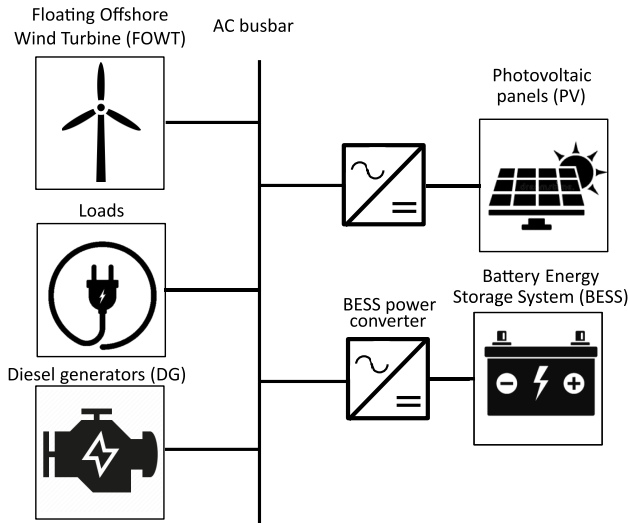 Floating Offshore
Wind Turbine (FOWT)
AC busbar
Photovoltaic
panels (PV)
Loads
Battery Energy
Storage System (BESS)
BESS power
converter
Diesel generators (DG)